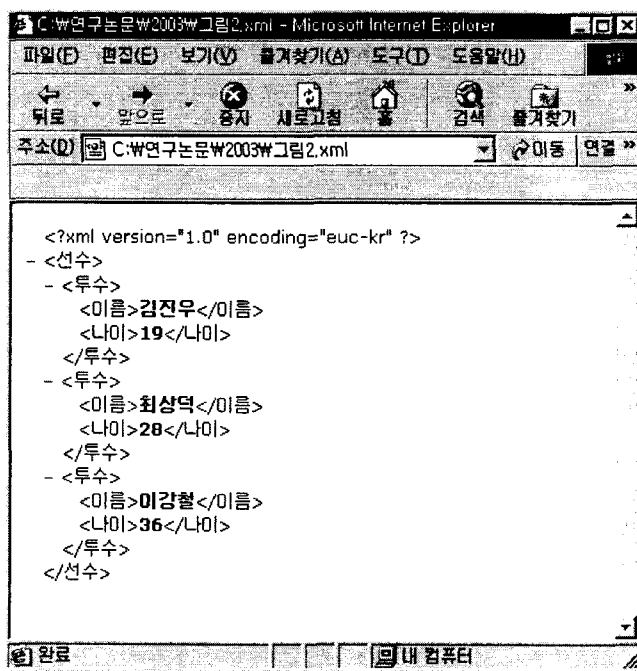 C:₩연구논문₩2003₩그림2.xml - Microsoft Internet Explorer
파일(F) 편집(E) 보기(V) 즐겨찾기(A) 도구(T) 도움말(H)
뒤로 앞으로 중지 새로고침 홈 검색 즐겨찾기 »
주소(D) C:₩연구논문₩2003₩그림2.xml 이동 연결 »
<?xml version="1.0" encoding="euc-kr" ?>
- <선수>
- <투수>
<이름>김진우</이름>
<나이>19</나이>
</투수>
- <투수>
<이름>최상덕</이름>
<나이>28</나이>
</투수>
- <투수>
<이름>이강철</이름>
<나이>36</나이>
</투수>
</선수>
완료 내 컴퓨터